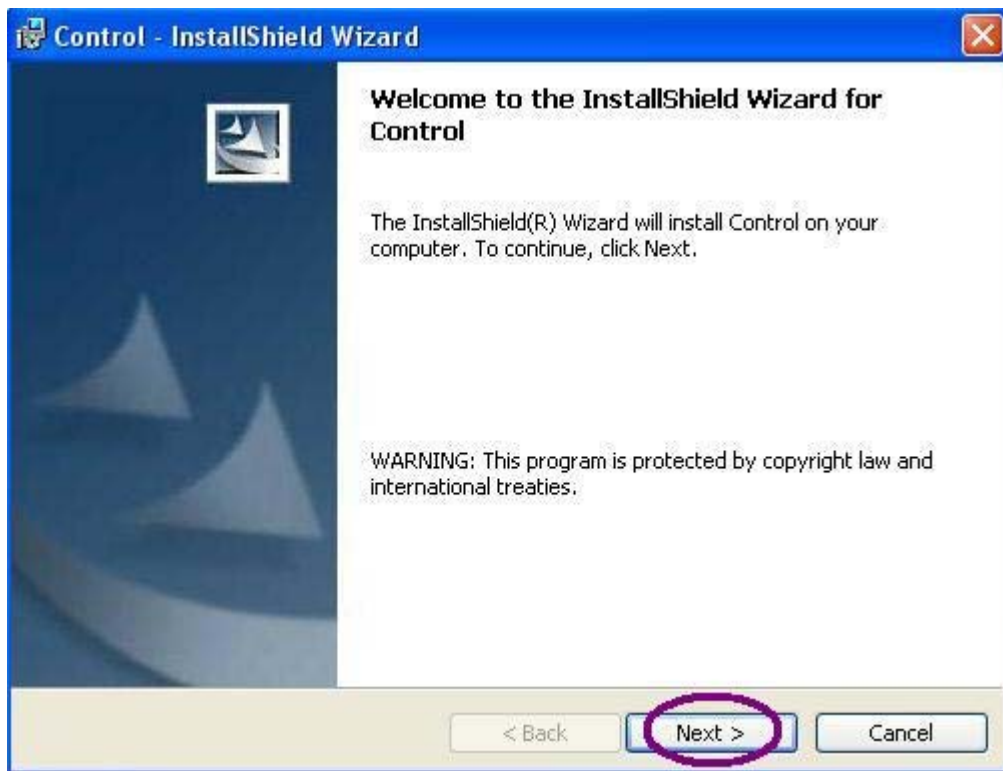 Control - InstallShield Wizard
Welcome to the InstallShield Wizard for
Control
The InstallShield(R) Wizard will install Control on your
computer. To continue, click Next.
WARNING: This program is protected by copyright law and
international treaties.
< Back
Next >
Cancel